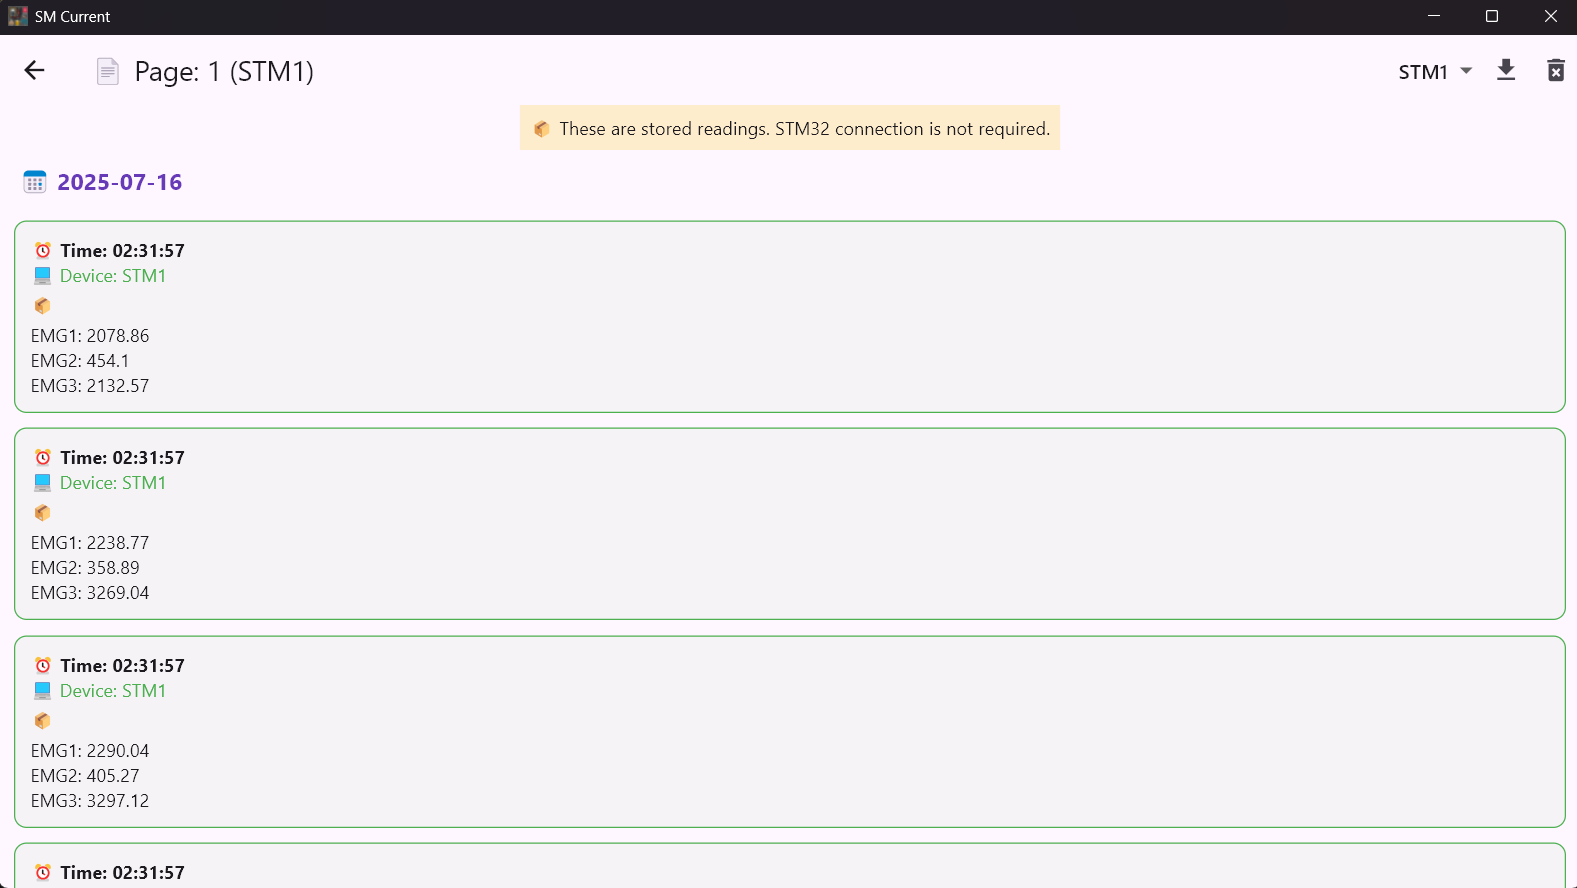 SM Current
Page: 1 (STM1)
STM1
These are stored readings. STM32 connection is not required.
2025-07-16
Time: 02:31:57
Device: STM1
EMG1: 2078.86
EMG2: 454.1
EMG3: 2132.57
Time: 02:31:57
Device: STM1
EMG1: 2238.77
EMG2: 358.89
EMG3: 3269.04
Time: 02:31:57
Device: STM1
EMG1: 2290.04
EMG2: 405.27
EMG3: 3297.12
Time: 02:31:57